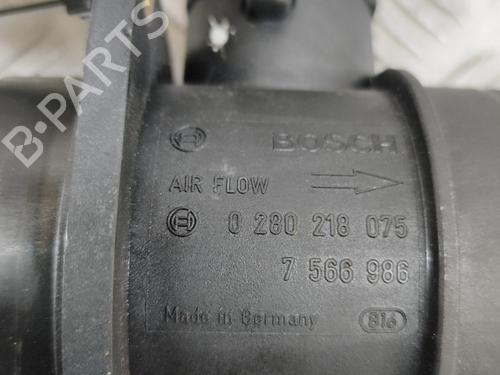 B-PARTS
BOSCH
AIR FLOW
0 280 218 075
7 566 986
Made in Germany 816